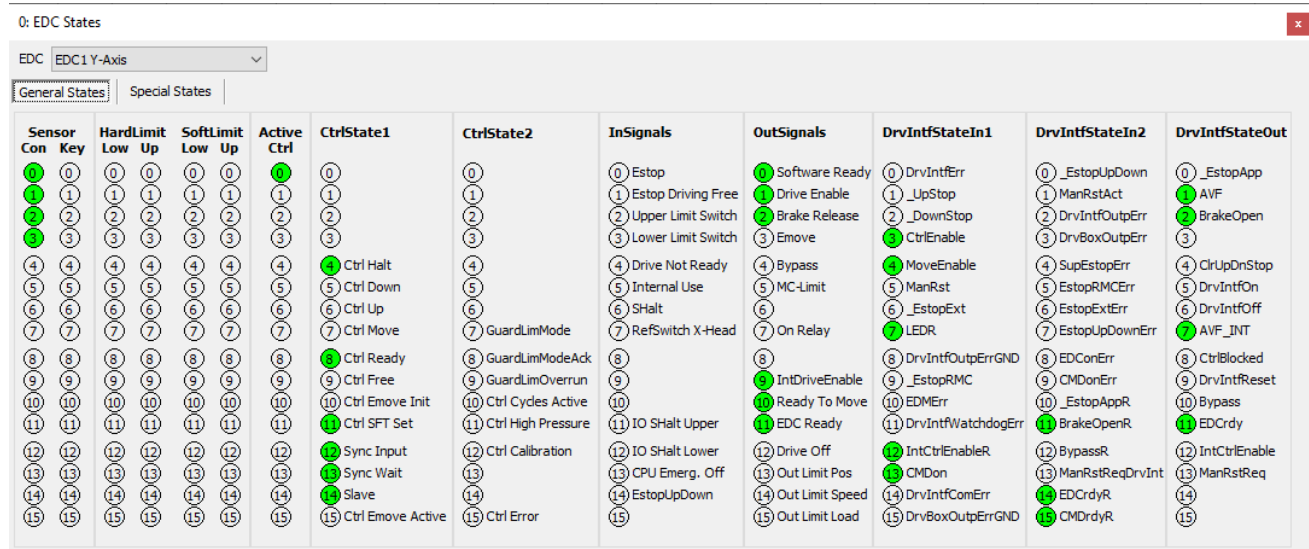 0: EDC States
x
EDC EDC1 Y-Axis
General States Special States
Sensor HardLimit SoftLimit Active CtrlState1 CtrlState2 InSignals OutSignals DrvIntfStateIn1 DrvIntfStateIn2 DrvIntfStateOut
Con Key Low Up Low Up Ctrl
0 0 0 0 0 0 0 0 0 0 Estop 0 Software Ready 0 DrvIntfErr 0 _EstopUpDown 0 _EstopApp
1 1 1 1 1 1 1 1 1 1 Estop Driving Free 1 Drive Enable 1 _UpStop 1 ManRstAct 1 AVF
2 2 2 2 2 2 2 2 2 2 Upper Limit Switch 2 Brake Release 2 _DownStop 2 DrvIntfOutpErr 2 BrakeOpen
3 3 3 3 3 3 3 3 3 3 Lower Limit Switch 3 Emove 3 CtrlEnable 3 DrvBoxOutpErr 3
4 4 4 4 4 4 4 4 Ctrl Halt 4 4 Drive Not Ready 4 Bypass 4 MoveEnable 4 SupEstopErr 4 ClrUpDnStop
5 5 5 5 5 5 5 5 Ctrl Down 5 5 Internal Use 5 MC-Limit 5 ManRst 5 EstopRMCErr 5 DrvIntfOn
6 6 6 6 6 6 6 6 Ctrl Up 6 6 SHalt 6 6 _EstopExt 6 EstopExtErr 6 DrvIntfOff
7 7 7 7 7 7 7 7 Ctrl Move 7 GuardLimMode 7 RefSwitch X-Head 7 On Relay 7 LEDR 7 EstopUpDownErr 7 AVF_INT
8 8 8 8 8 8 8 8 Ctrl Ready 8 GuardLimModeAck 8 8 8 DrvIntfOutpErrGND 8 EDConErr 8 CtrlBlocked
9 9 9 9 9 9 9 9 Ctrl Free 9 GuardLimOverrun 9 9 IntDriveEnable 9 _EstopRMC 9 CMDonErr 9 DrvIntfReset
10 10 10 10 10 10 10 10 Ctrl Emove Init 10 Ctrl Cycles Active 10 10 Ready To Move 10 EDMErr 10 _EstopAppR 10 Bypass
11 11 11 11 11 11 11 11 Ctrl SFT Set 11 Ctrl High Pressure 11 IO SHalt Upper 11 EDC Ready 11 DrvIntfWatchdogErr 11 BrakeOpenR 11 EDCrdy
12 12 12 12 12 12 12 12 Sync Input 12 Ctrl Calibration 12 IO SHalt Lower 12 Drive Off 12 IntCtrlEnableR 12 BypassR 12 IntCtrlEnable
13 13 13 13 13 13 13 13 Sync Wait 13 13 CPU Emerg. Off 13 Out Limit Pos 13 CMDon 13 ManRstReqDrvInt 13 ManRstReq
14 14 14 14 14 14 14 14 Slave 14 14 EstopUpDown 14 Out Limit Speed 14 DrvIntfComErr 14 EDCrdyR 14
15 15 15 15 15 15 15 15 Ctrl Emove Active 15 Ctrl Error 15 15 Out Limit Load 15 DrvBoxOutpErrGND 15 CMDrdyR 15